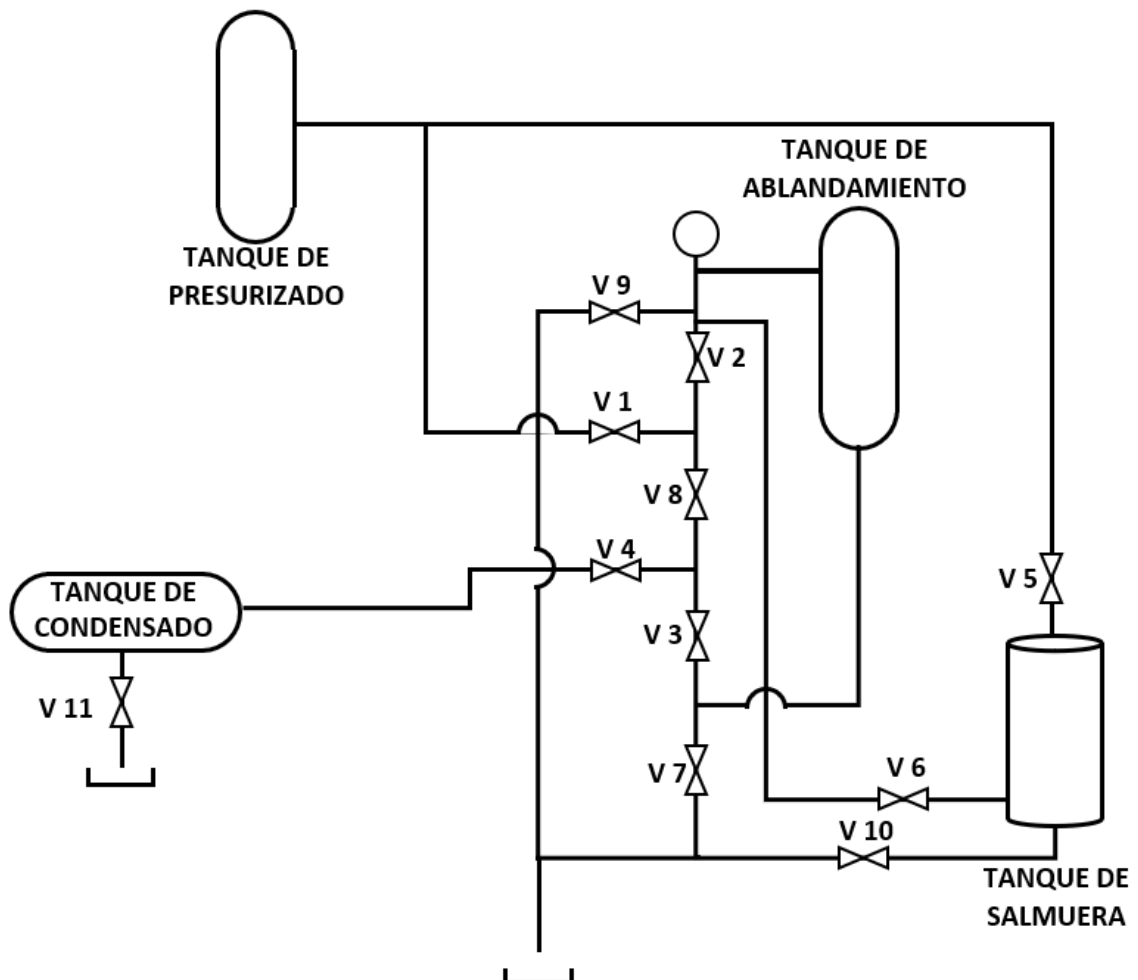 TANQUE DE
ABLANDAMIENTO
TANQUE DE
PRESURIZADO
V 9
V 2
V 1
V 8
V 4
V 5
TANQUE DE
CONDENSADO
V 3
V 11
V 7
V 6
V 10
TANQUE DE
SALMUERA